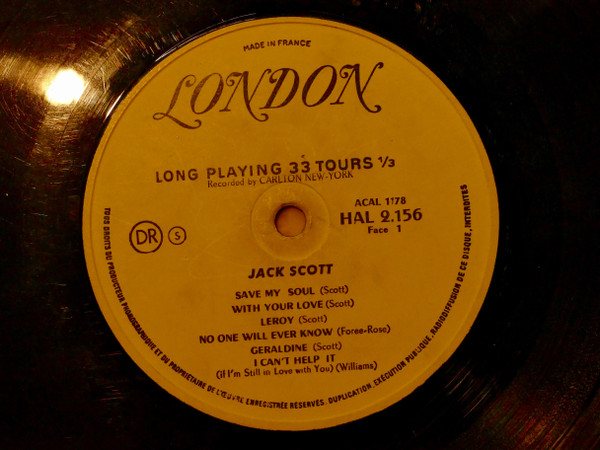 MADE IN FRANCE
LONDON
LONG PLAYING 33 TOURS 1/3
Recorded by CARLTON NEW-YORK
DR S
ACAL 1178
HAL 2.156
Face 1
JACK SCOTT
SAVE MY SOUL (Scott)
WITH YOUR LOVE (Scott)
LEROY (Scott)
NO ONE WILL EVER KNOW (Foree-Rose)
GERALDINE (Scott)
I CAN'T HELP IT
(if I'm Still in Love with You) (Williams)
TOUS DROITS DU PRODUCTEUR PHONOGRAPHIQUE ET DU PROPRIÉTAIRE DE L'ŒUVRE ENREGISTRÉE RÉSERVÉS. DUPLICATION, EXÉCUTION PUBLIQUE, RADIODIFFUSION DE CE DISQUE, INTERDITES